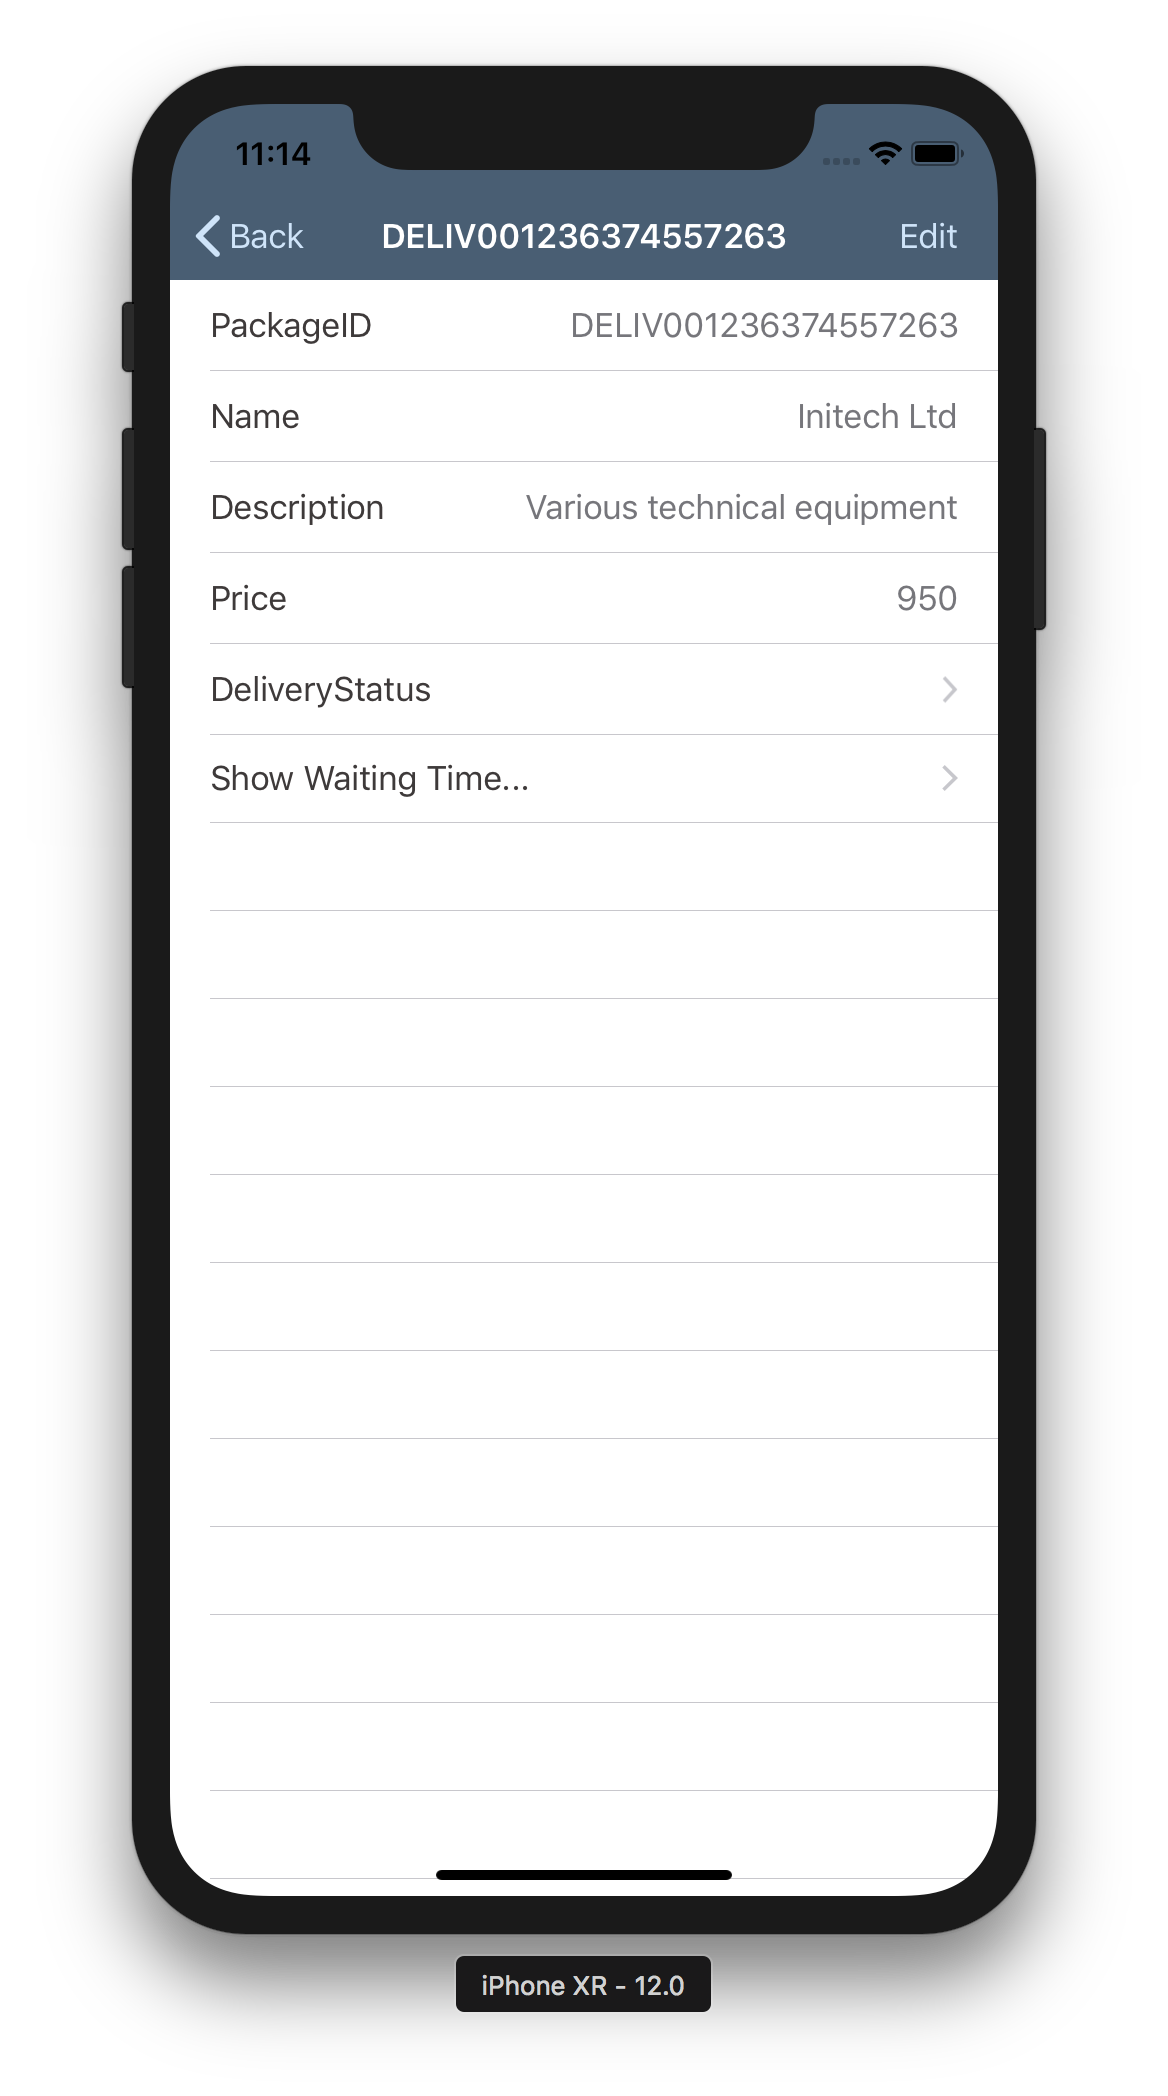 11:14
Back DELIV001236374557263 Edit
PackageID DELIV001236374557263
Name Initech Ltd
Description Various technical equipment
Price 950
DeliveryStatus
Show Waiting Time...
iPhone XR - 12.0